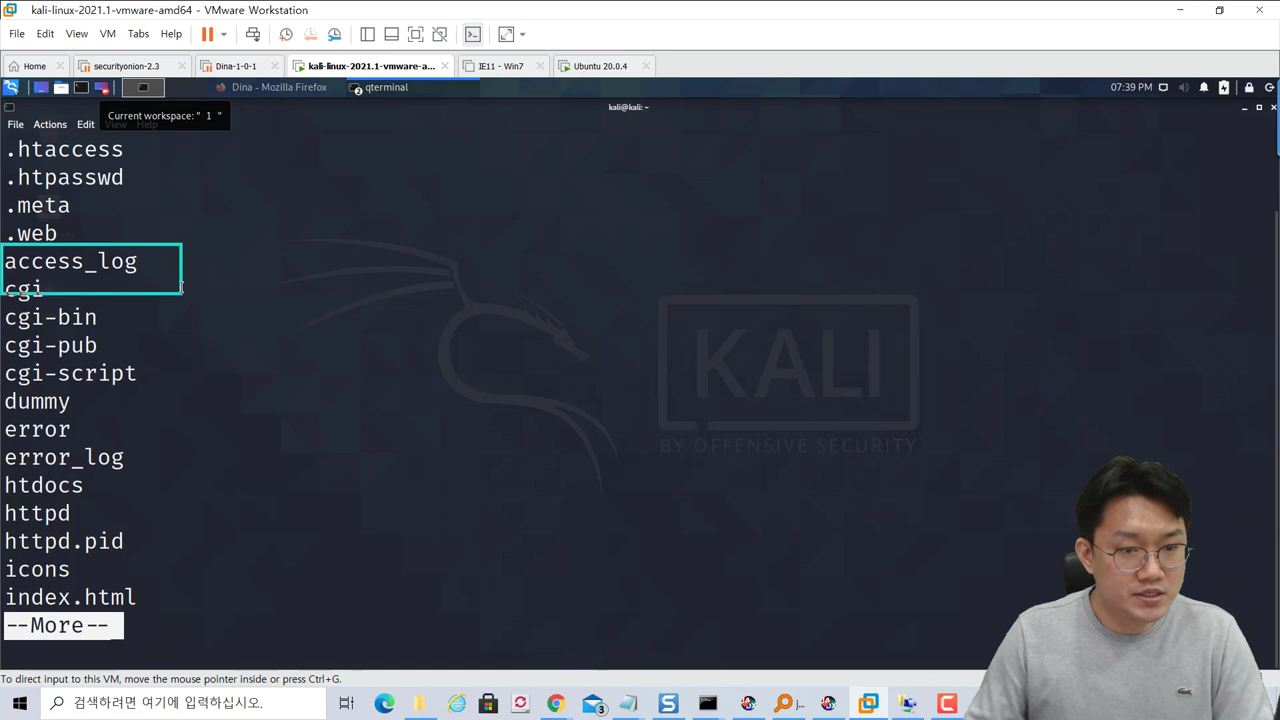 kali-linux-2021.1-vmware-amd64 - VMware Workstation
File Edit View VM Tabs Help
Home securityonion-2.3 Dina-1-0-1 kali-linux-2021.1-vmware-a... IE11 - Win7 Ubuntu 20.0.4
Dina - Mozilla Firefox qterminal 07:39 PM
kali@kali: ~
Current workspace: " 1 "
File Actions Edit View Help
.htaccess
.htpasswd
.meta
.web
access_log
cgi
cgi-bin
cgi-pub
cgi-script
dummy
error
error_log
htdocs
httpd
httpd.pid
icons
index.html
--More--
KALI
BY OFFENSIVE SECURITY
To direct input to this VM, move the mouse pointer inside or press Ctrl+G.
검색하려면 여기에 입력하십시오.
3
j...